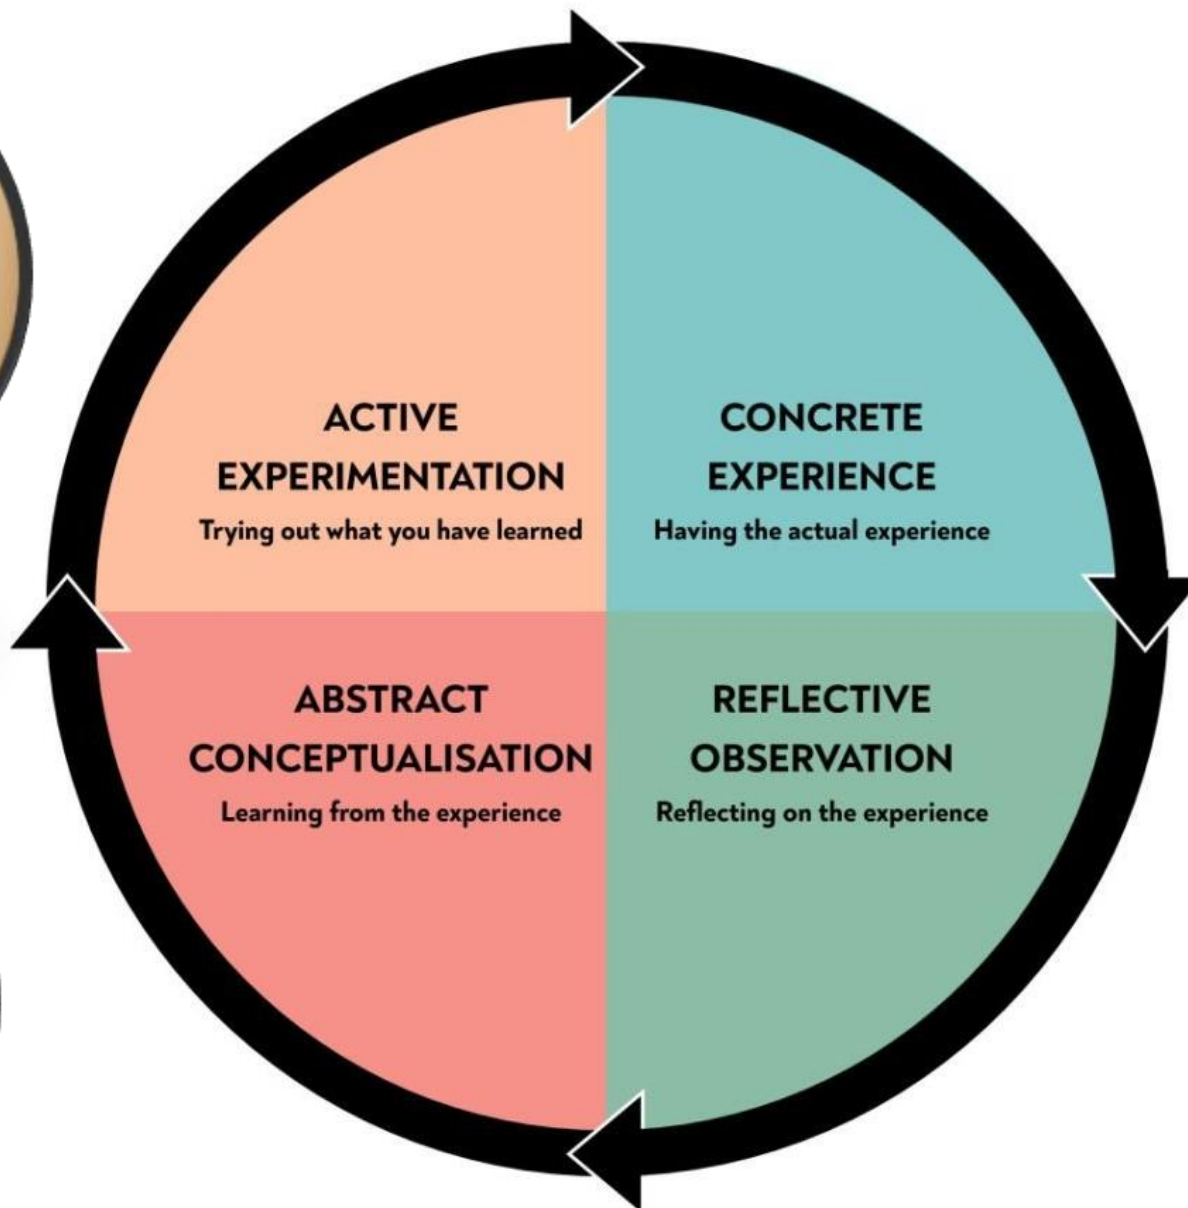 ACTIVE
EXPERIMENTATION
Trying out what you have learned
CONCRETE
EXPERIENCE
Having the actual experience
ABSTRACT
CONCEPTUALISATION
Learning from the experience
REFLECTIVE
OBSERVATION
Reflecting on the experience